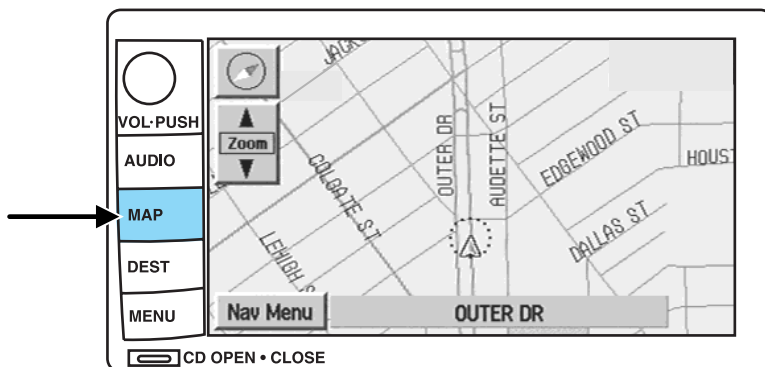 VOL·PUSH
AUDIO
MAP
DEST
MENU
CD OPEN • CLOSE
Zoom
COLGATE ST
OUTER DR
AUDETTE ST
EDGEWOOD ST
DALLAS ST
Nav Menu
OUTER DR